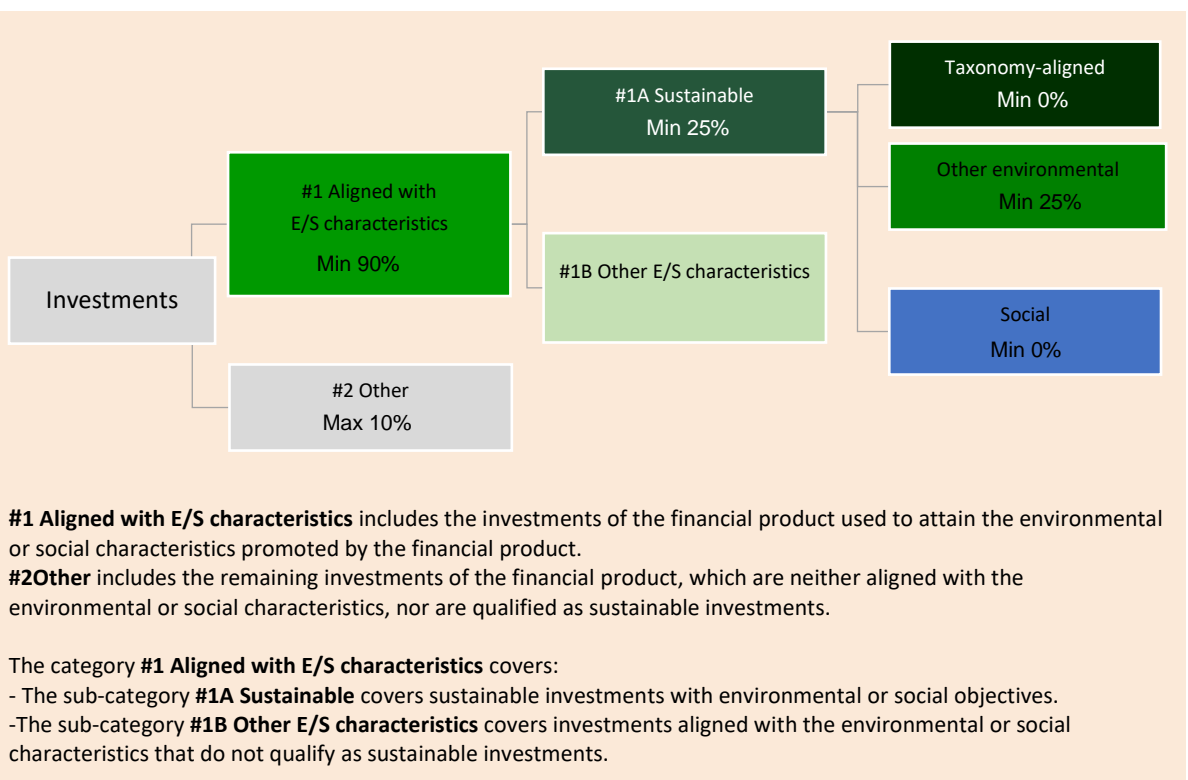 Investments
#1 Aligned with
E/S characteristics
Min 90%
#2 Other
Max 10%
#1A Sustainable
Min 25%
#1B Other E/S characteristics
Taxonomy-aligned
Min 0%
Other environmental
Min 25%
Social
Min 0%
#1 Aligned with E/S characteristics includes the investments of the financial product used to attain the environmental
or social characteristics promoted by the financial product.
#2Other includes the remaining investments of the financial product, which are neither aligned with the
environmental or social characteristics, nor are qualified as sustainable investments.
The category #1 Aligned with E/S characteristics covers:
- The sub-category #1A Sustainable covers sustainable investments with environmental or social objectives.
-The sub-category #1B Other E/S characteristics covers investments aligned with the environmental or social
characteristics that do not qualify as sustainable investments.